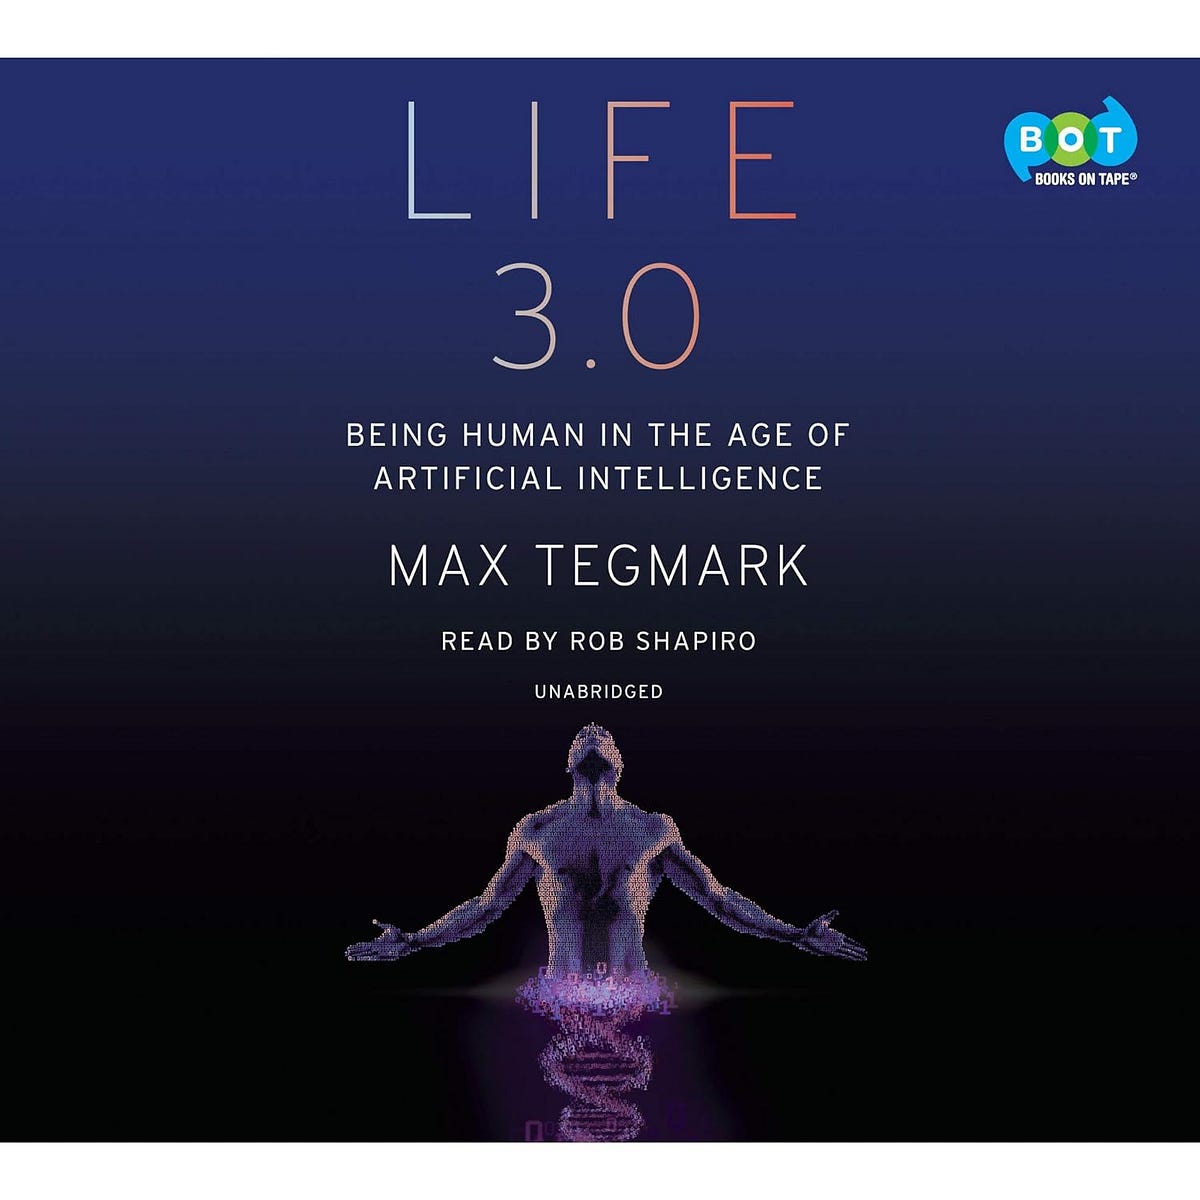 LIFE
3.0
BOT
BOOKS ON TAPE®
BEING HUMAN IN THE AGE OF
ARTIFICIAL INTELLIGENCE
MAX TEGMARK
READ BY ROB SHAPIRO
UNABRIDGED